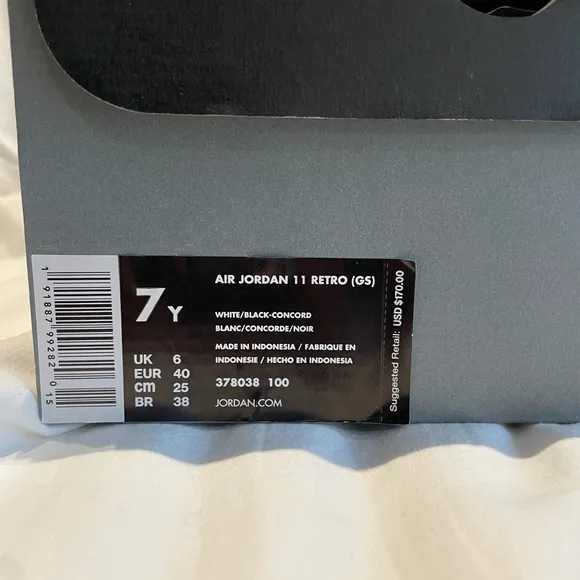 1 91887 99282 0 15
7 Y
UK 6
EUR 40
cm 25
BR 38
AIR JORDAN 11 RETRO (GS)
WHITE/BLACK-CONCORD
BLANC/CONCORDE/NOIR
MADE IN INDONESIA / FABRIQUE EN
INDONESIE / HECHO EN INDONESIA
378038 100
JORDAN.COM
Suggested Retail: USD $170.00